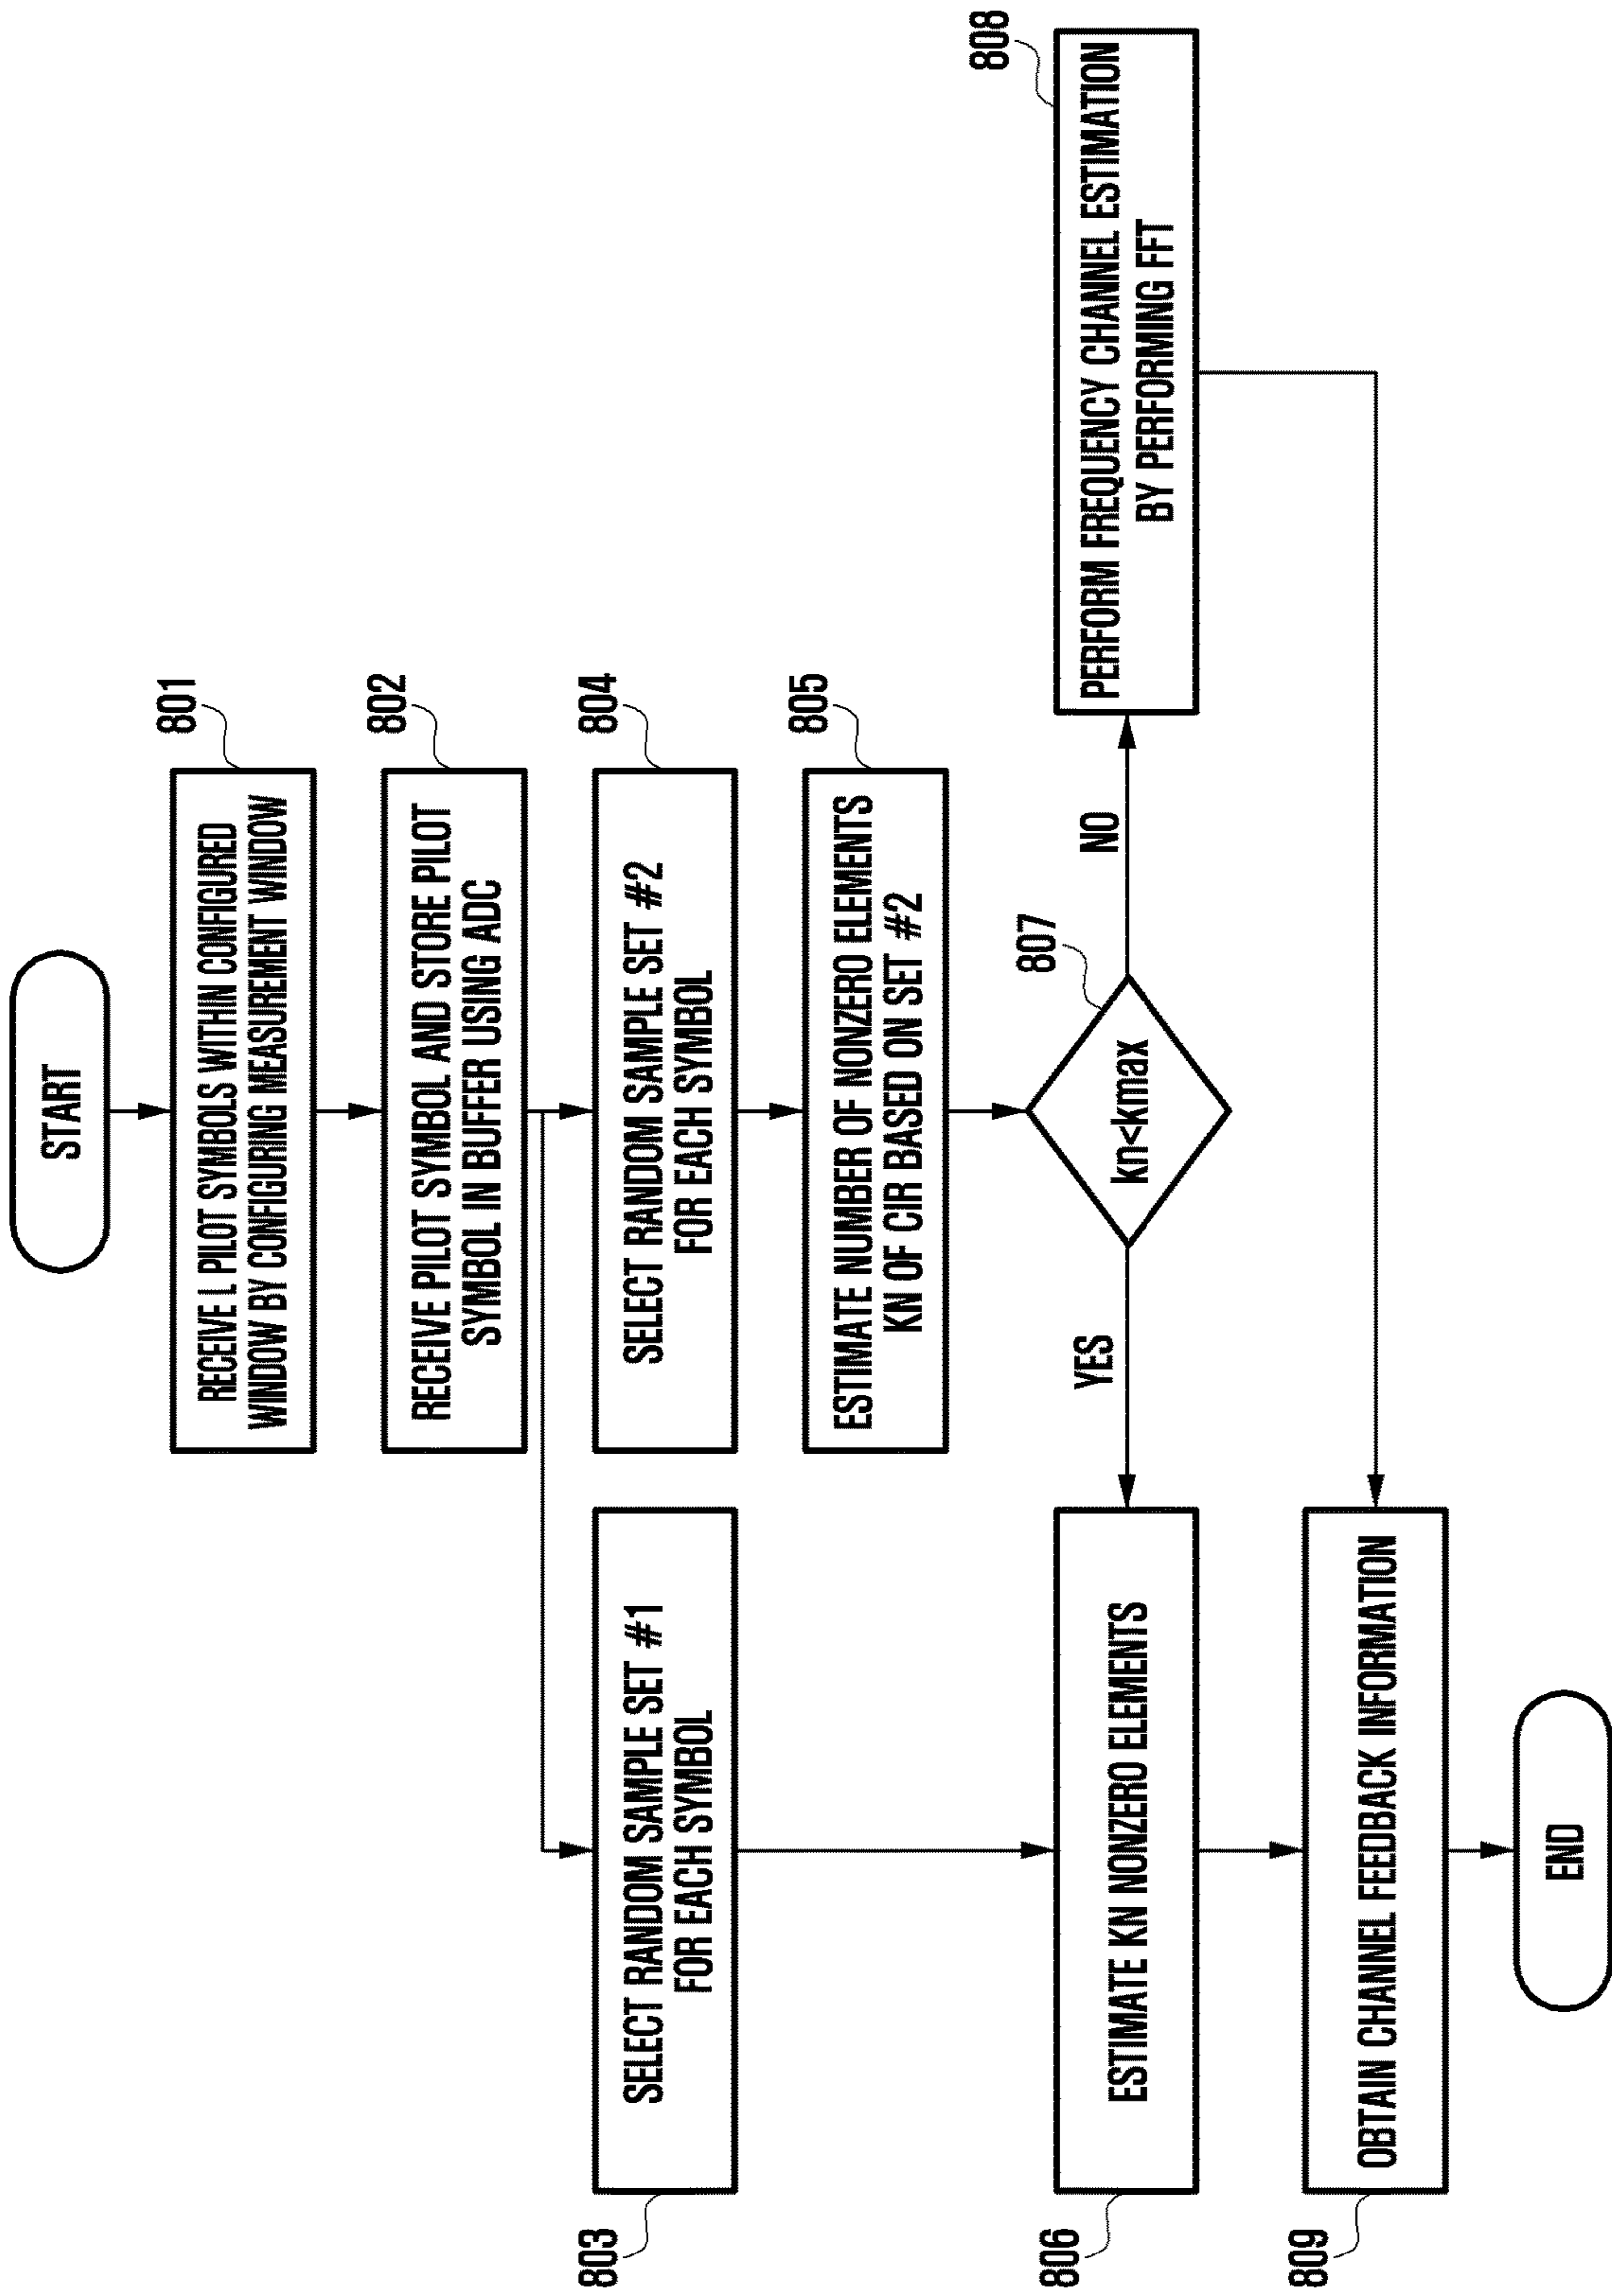 START
801
RECEIVE L PILOT SYMBOLS WITHIN CONFIGURED
WINDOW BY CONFIGURING MEASUREMENT WINDOW
802
RECEIVE PILOT SYMBOL AND STORE PILOT
SYMBOL IN BUFFER USING ADC
803
SELECT RANDOM SAMPLE SET #1
FOR EACH SYMBOL
804
SELECT RANDOM SAMPLE SET #2
FOR EACH SYMBOL
805
ESTIMATE NUMBER OF NONZERO ELEMENTS
KN OF CIR BASED ON SET #2
807
kn<kmax
YES
NO
806
ESTIMATE KN NONZERO ELEMENTS
808
PERFORM FREQUENCY CHANNEL ESTIMATION
BY PERFORMING FFT
809
OBTAIN CHANNEL FEEDBACK INFORMATION
END